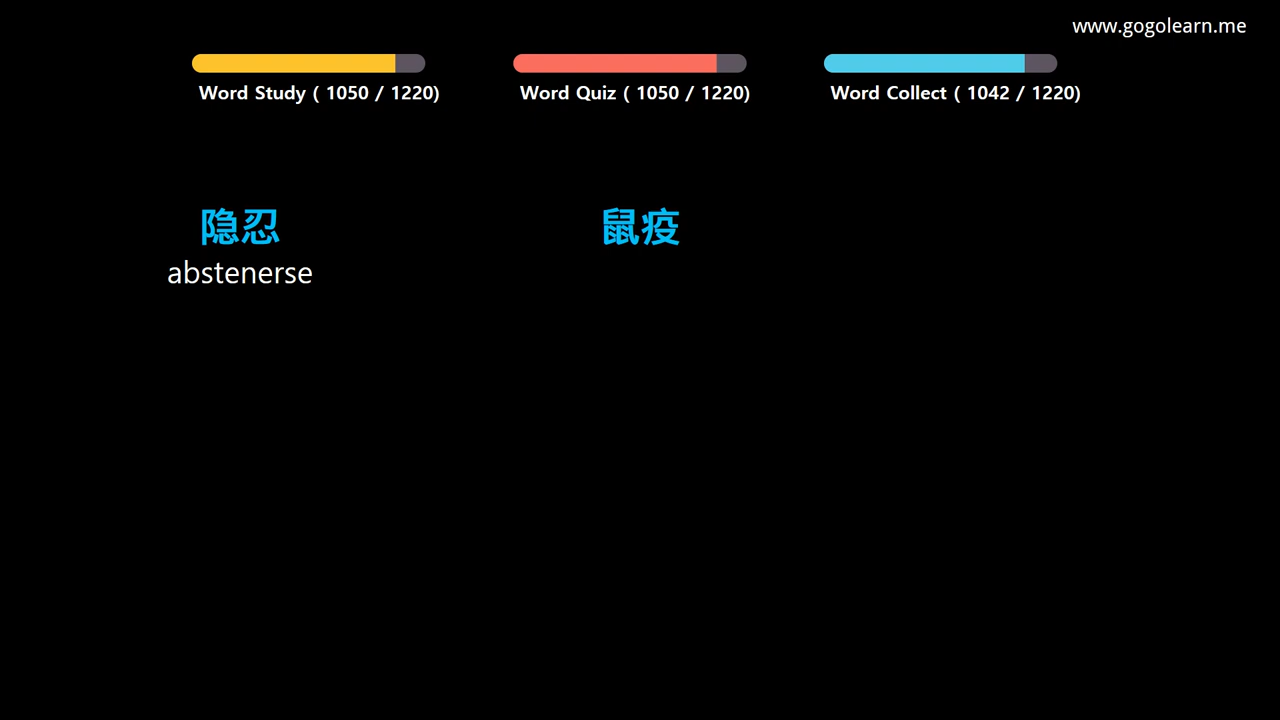 www.gogolearn.me
Word Study ( 1050 / 1220)
Word Quiz ( 1050 / 1220)
Word Collect ( 1042 / 1220)
隐忍
abstenerse
鼠疫